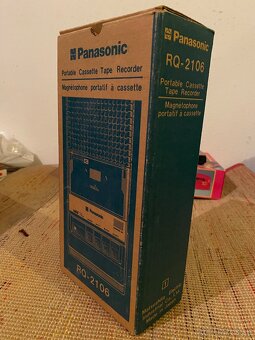 Panasonic
Portable Cassette Tape Recorder
Magnétophone portatif à cassette
Panasonic
RQ-2106
Panasonic
RQ-2106
Portable Cassette
Tape Recorder
Magnétophone portatif
à cassette
1